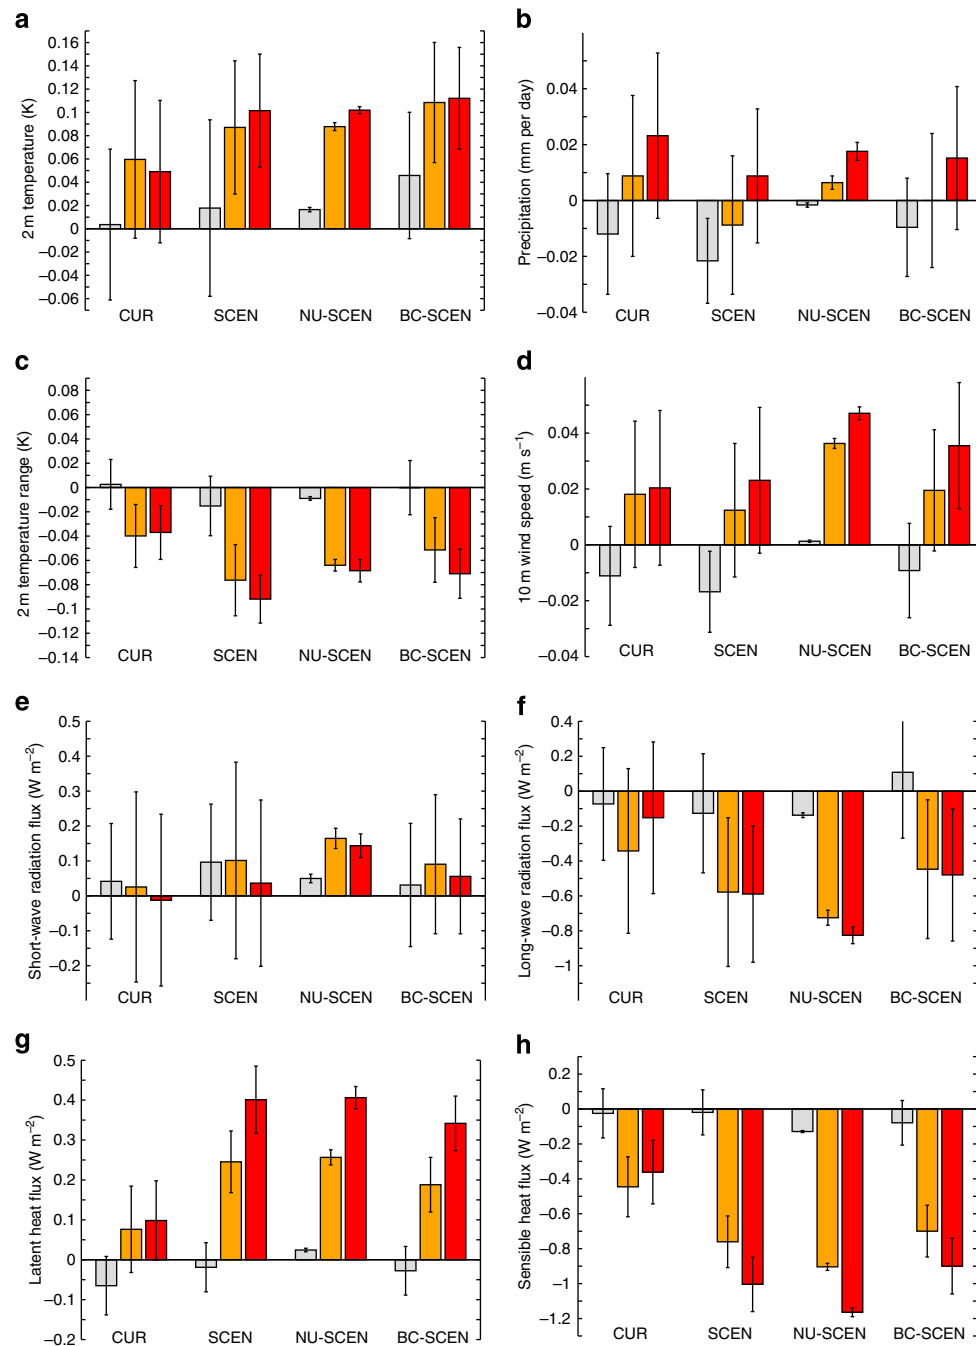 a
2 m temperature (K)
0.16
0.14
0.12
0.1
0.08
0.06
0.04
0.02
0
−0.02
−0.04
−0.06
CUR SCEN NU-SCEN BC-SCEN
b
Precipitation (mm per day)
0.04
0.02
0
−0.02
−0.04
CUR SCEN NU-SCEN BC-SCEN
c
2 m temperature range (K)
0.08
0.06
0.04
0.02
0
−0.02
−0.04
−0.06
−0.08
−0.1
−0.12
−0.14
CUR SCEN NU-SCEN BC-SCEN
d
10 m wind speed (m s−1)
0.04
0.02
0
−0.02
−0.04
CUR SCEN NU-SCEN BC-SCEN
e
Short-wave radiation flux (W m−2)
0.5
0.4
0.3
0.2
0.1
0
−0.1
−0.2
CUR SCEN NU-SCEN BC-SCEN
f
Long-wave radiation flux (W m−2)
0.4
0.2
0
−0.2
−0.4
−0.6
−0.8
−1
CUR SCEN NU-SCEN BC-SCEN
g
Latent heat flux (W m−2)
0.5
0.4
0.3
0.2
0.1
0
−0.1
−0.2
CUR SCEN NU-SCEN BC-SCEN
h
Sensible heat flux (W m−2)
0.2
0
−0.2
−0.4
−0.6
−0.8
−1
−1.2
CUR SCEN NU-SCEN BC-SCEN